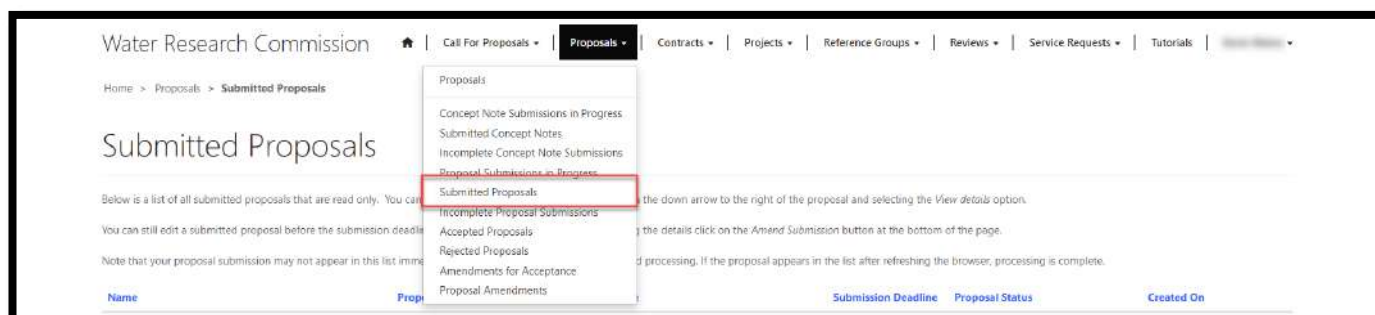 Water Research Commission | Call For Proposals | Proposals | Contracts | Projects | Reference Groups | Reviews | Service Requests | Tutorials |
Home > Proposals > Submitted Proposals
Proposals
Concept Note Submissions in Progress
Submitted Concept Notes
Incomplete Concept Note Submissions
Proposal Submissions in Progress
Submitted Proposals
Incomplete Proposal Submissions
Accepted Proposals
Rejected Proposals
Amendments for Acceptance
Proposal Amendments
Submitted Proposals
Below is a list of all submitted proposals that are read only. You can the down arrow to the right of the proposal and selecting the View details option.
You can still edit a submitted proposal before the submission the details click on the Amend Submission button at the bottom of the page.
Note that your proposal submission may not appear in this list processing. If the proposal appears in the list after refreshing the browser, processing is complete.
Name Submission Deadline Proposal Status Created On